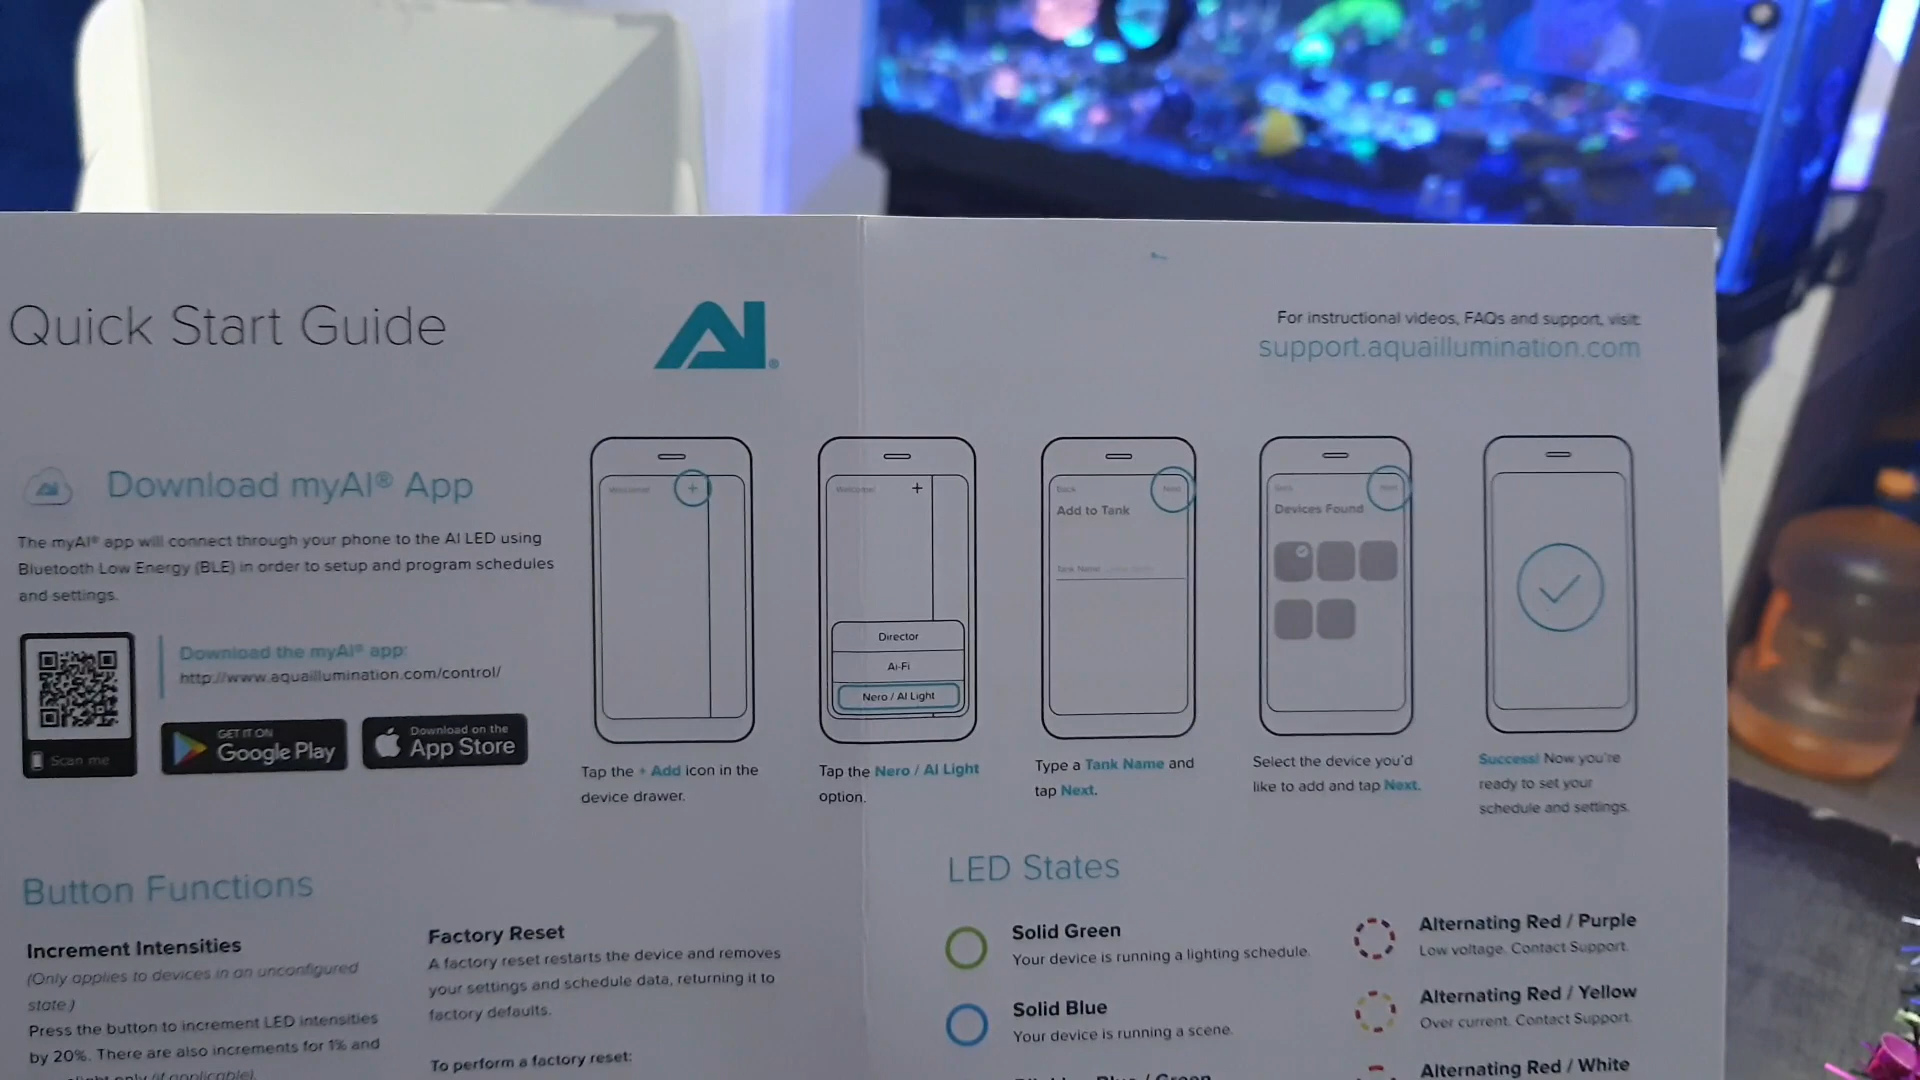 Quick Start Guide
AI®
For instructional videos, FAQs and support, visit:
support.aquaillumination.com
Download myAI® App
The myAI® app will connect through your phone to the AI LED using
Bluetooth Low Energy (BLE) in order to setup and program schedules
and settings.
Scan me
Download the myAI® app:
http://www.aquaillumination.com/control/
GET IT ON
Google Play
Download on the
App Store
Welcome! +
Tap the + Add icon in the
device drawer.
Welcome! +
Director
Ai-Fi
Nero / AI Light
Tap the Nero / AI Light
option.
Back Next
Add to Tank
Tank Name
Type a Tank Name and
tap Next.
Next
Devices Found
Select the device you'd
like to add and tap Next.
Success! Now you're
ready to set your
schedule and settings.
Button Functions
Increment Intensities
(Only applies to devices in an unconfigured
state.)
Press the button to increment LED intensities
by 20%. There are also increments for 1% and
only (if applicable).
Factory Reset
A factory reset restarts the device and removes
your settings and schedule data, returning it to
factory defaults.
To perform a factory reset:
LED States
Solid Green
Your device is running a lighting schedule.
Solid Blue
Your device is running a scene.
Alternating Red / Purple
Low voltage. Contact Support.
Alternating Red / Yellow
Over current. Contact Support.
Alternating Red / White